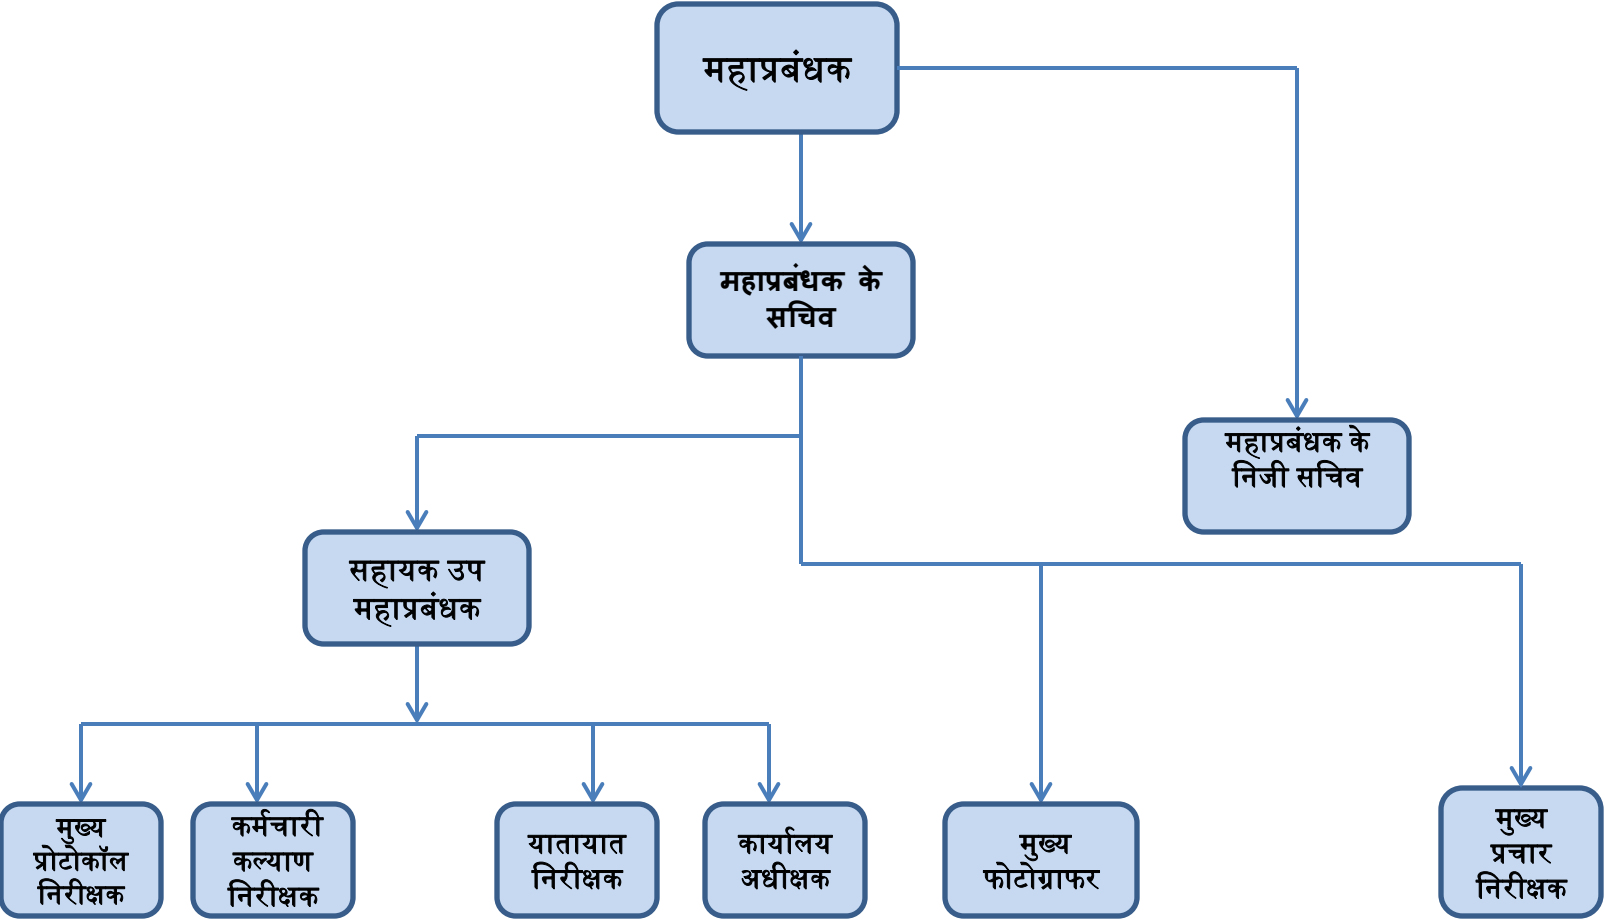 महाप्रबंधक
महाप्रबंधक के
सचिव
महाप्रबंधक के
निजी सचिव
सहायक उप
महाप्रबंधक
मुख्य
प्रोटोकॉल
निरीक्षक
कर्मचारी
कल्याण
निरीक्षक
यातायात
निरीक्षक
कार्यालय
अधीक्षक
मुख्य
फोटोग्राफर
मुख्य
प्रचार
निरीक्षक